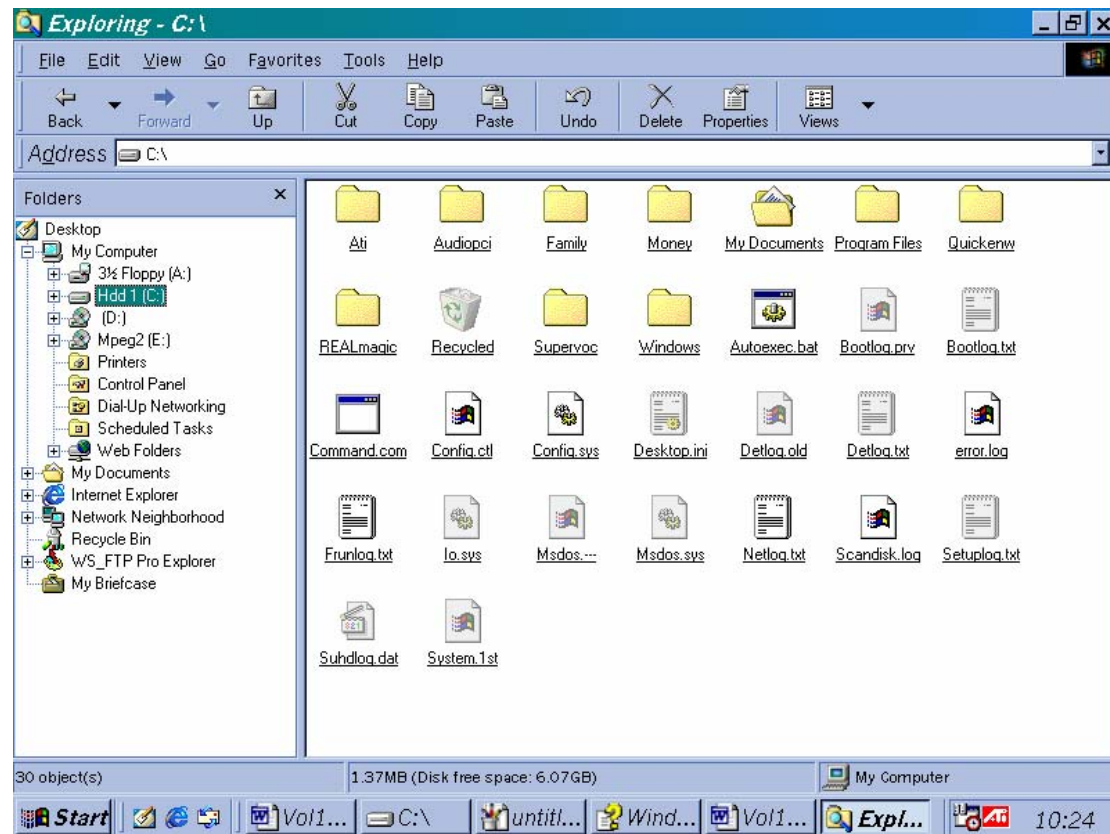 Exploring - C:\
File Edit View Go Favorites Tools Help
Back Forward Up Cut Copy Paste Undo Delete Properties Views
Address C:\
Folders
Desktop
My Computer
3½ Floppy (A:)
Hdd 1 (C:)
(D:)
Mpeg2 (E:)
Printers
Control Panel
Dial-Up Networking
Scheduled Tasks
Web Folders
My Documents
Internet Explorer
Network Neighborhood
Recycle Bin
WS_FTP Pro Explorer
My Briefcase
Ati Audiopci Family Money My Documents Program Files Quickenw
REALmagic Recycled Supervoc Windows Autoexec.bat Bootlog.prv Bootlog.txt
Command.com Config.ctl Config.sys Desktop.ini Detlog.old Detlog.txt error.log
Frunlog.txt Io.sys Msdos.--- Msdos.sys Netlog.txt Scandisk.log Setuplog.txt
Suhdlog.dat System.1st
30 object(s) 1.37MB (Disk free space: 6.07GB) My Computer
Start Vol1... C:\ untitl... Wind... Vol1... Expl... ATI 10:24